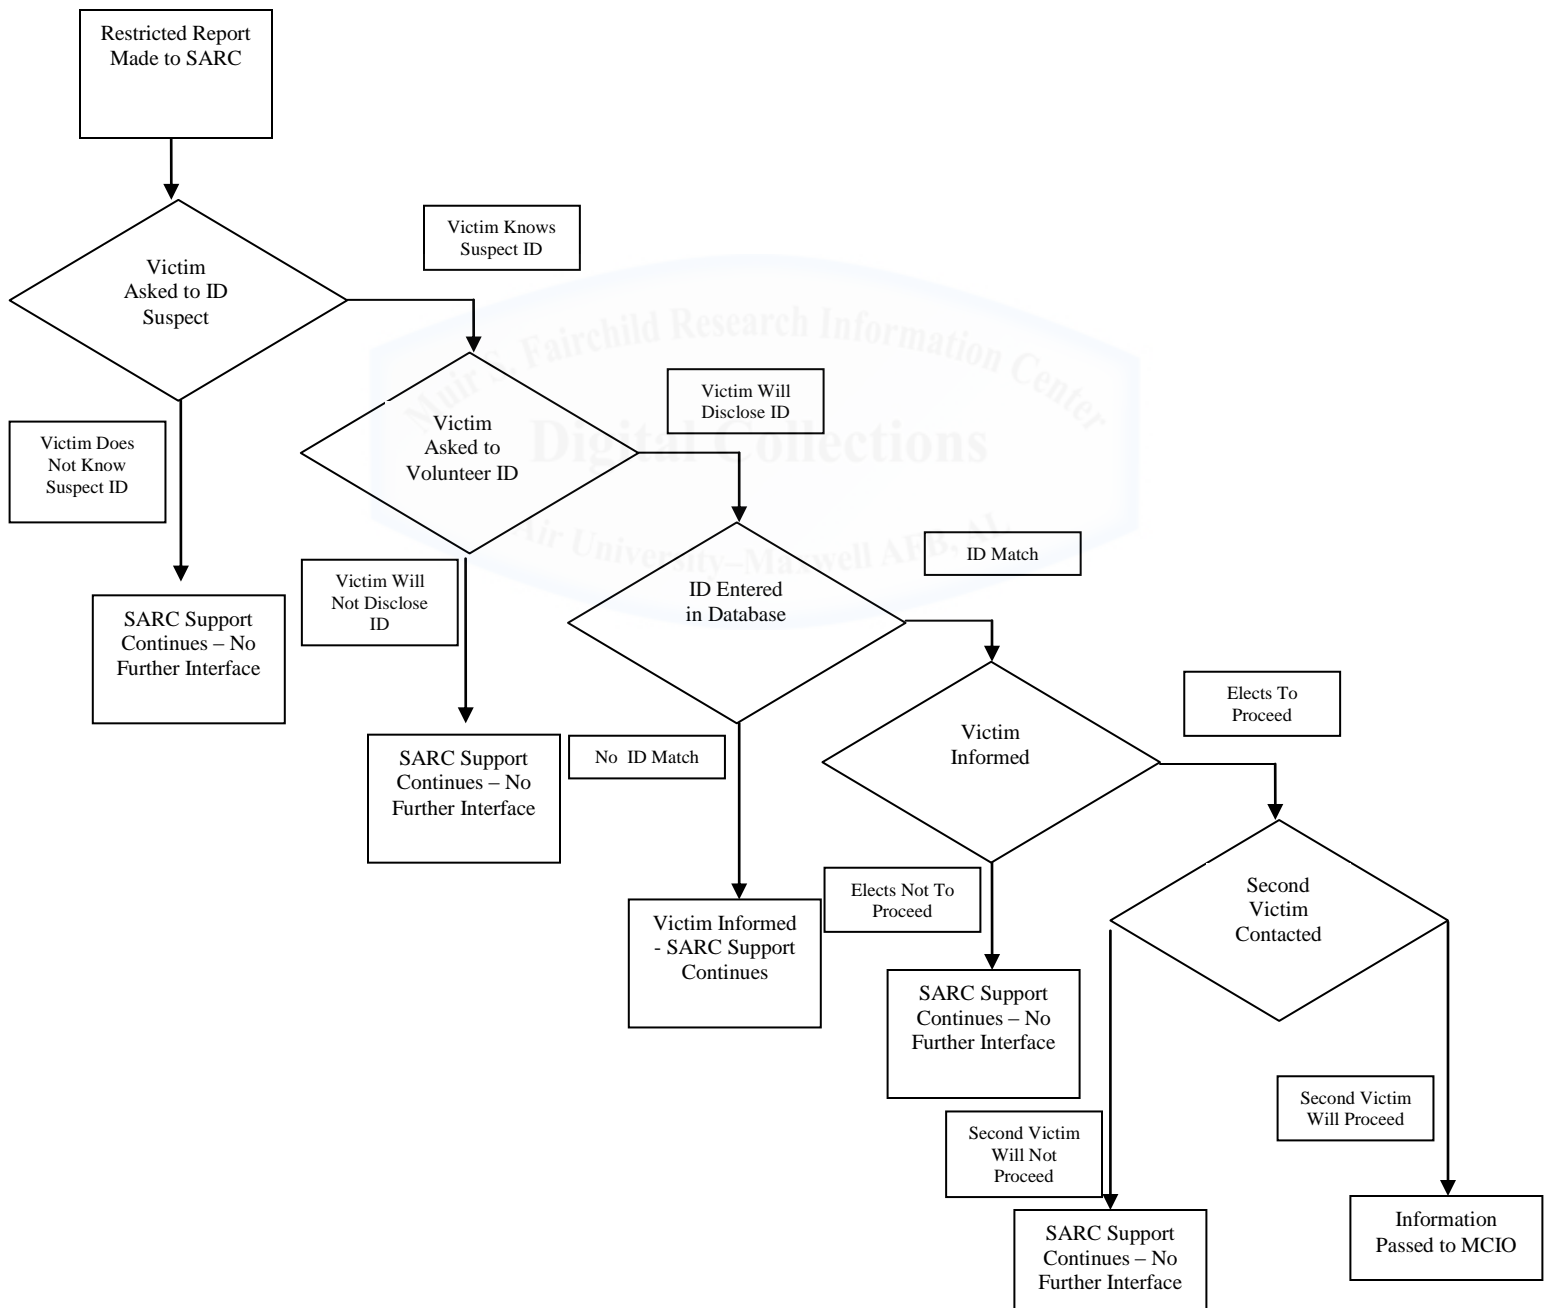 Restricted Report
Made to SARC
Victim Knows
Suspect ID
Victim
Asked to ID
Suspect
Muir S. Fairchild Research Information Center
Digital Collections
Air University–Maxwell AFB, AL
Victim Will
Disclose ID
Victim
Asked to
Volunteer ID
Victim Does
Not Know
Suspect ID
ID Match
Victim Will
Not Disclose
ID
ID Entered
in Database
SARC Support
Continues – No
Further Interface
Elects To
Proceed
Victim
Informed
SARC Support
Continues – No
Further Interface
No  ID Match
Elects Not To
Proceed
Second
Victim
Contacted
Victim Informed
- SARC Support
Continues
SARC Support
Continues – No
Further Interface
Second Victim
Will Proceed
Second Victim
Will Not
Proceed
SARC Support
Continues – No
Further Interface
Information
Passed to MCIO